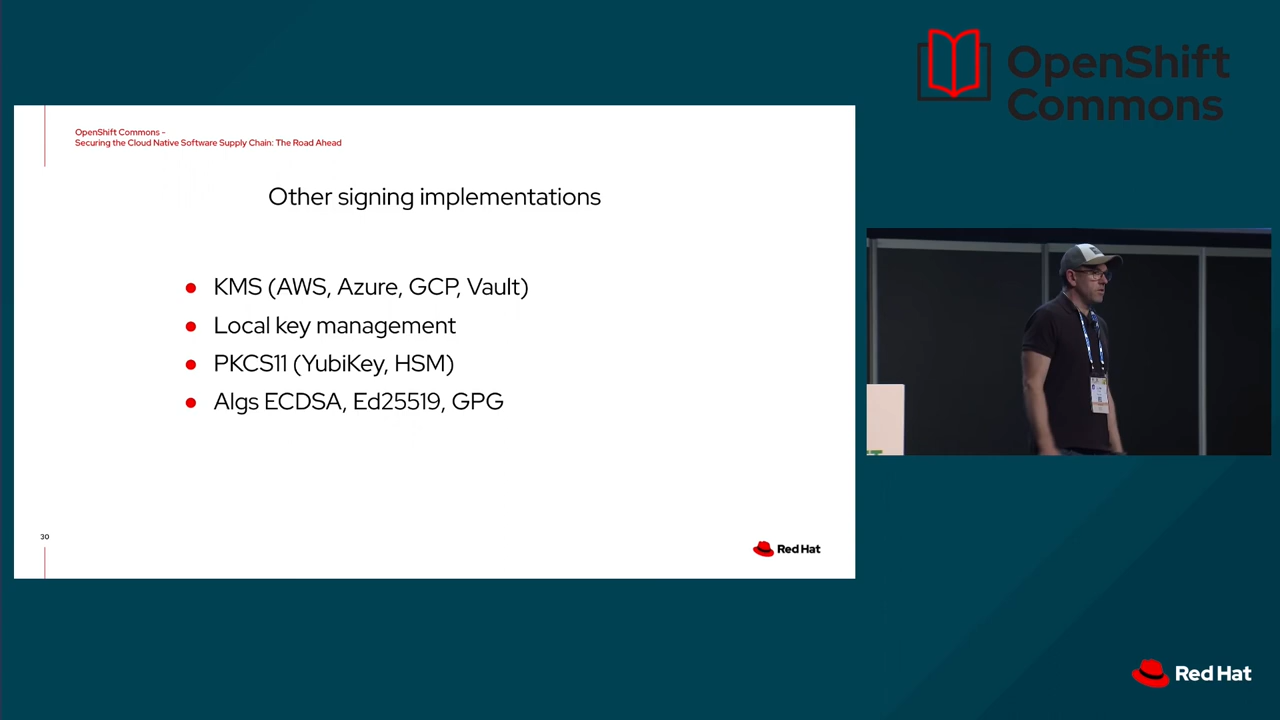 OpenShift
Commons
OpenShift Commons -
Securing the Cloud Native Software Supply Chain: The Road Ahead
Other signing implementations
● KMS (AWS, Azure, GCP, Vault)
● Local key management
● PKCS11 (YubiKey, HSM)
● Algs ECDSA, Ed25519, GPG
30
Red Hat
Red Hat